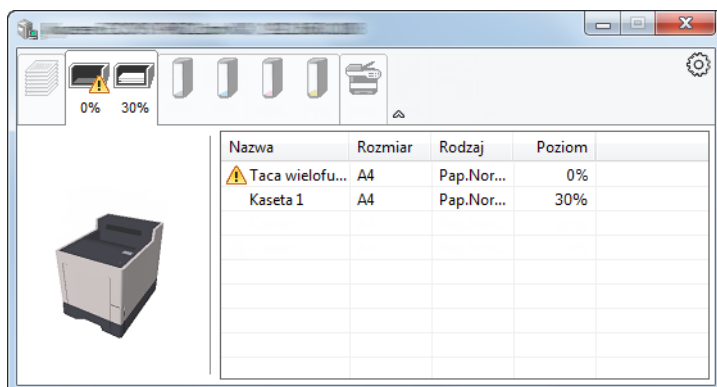 0% 30%
Nazwa Rozmiar Rodzaj Poziom
Taca wielofu... A4 Pap.Nor... 0%
Kaseta 1 A4 Pap.Nor... 30%